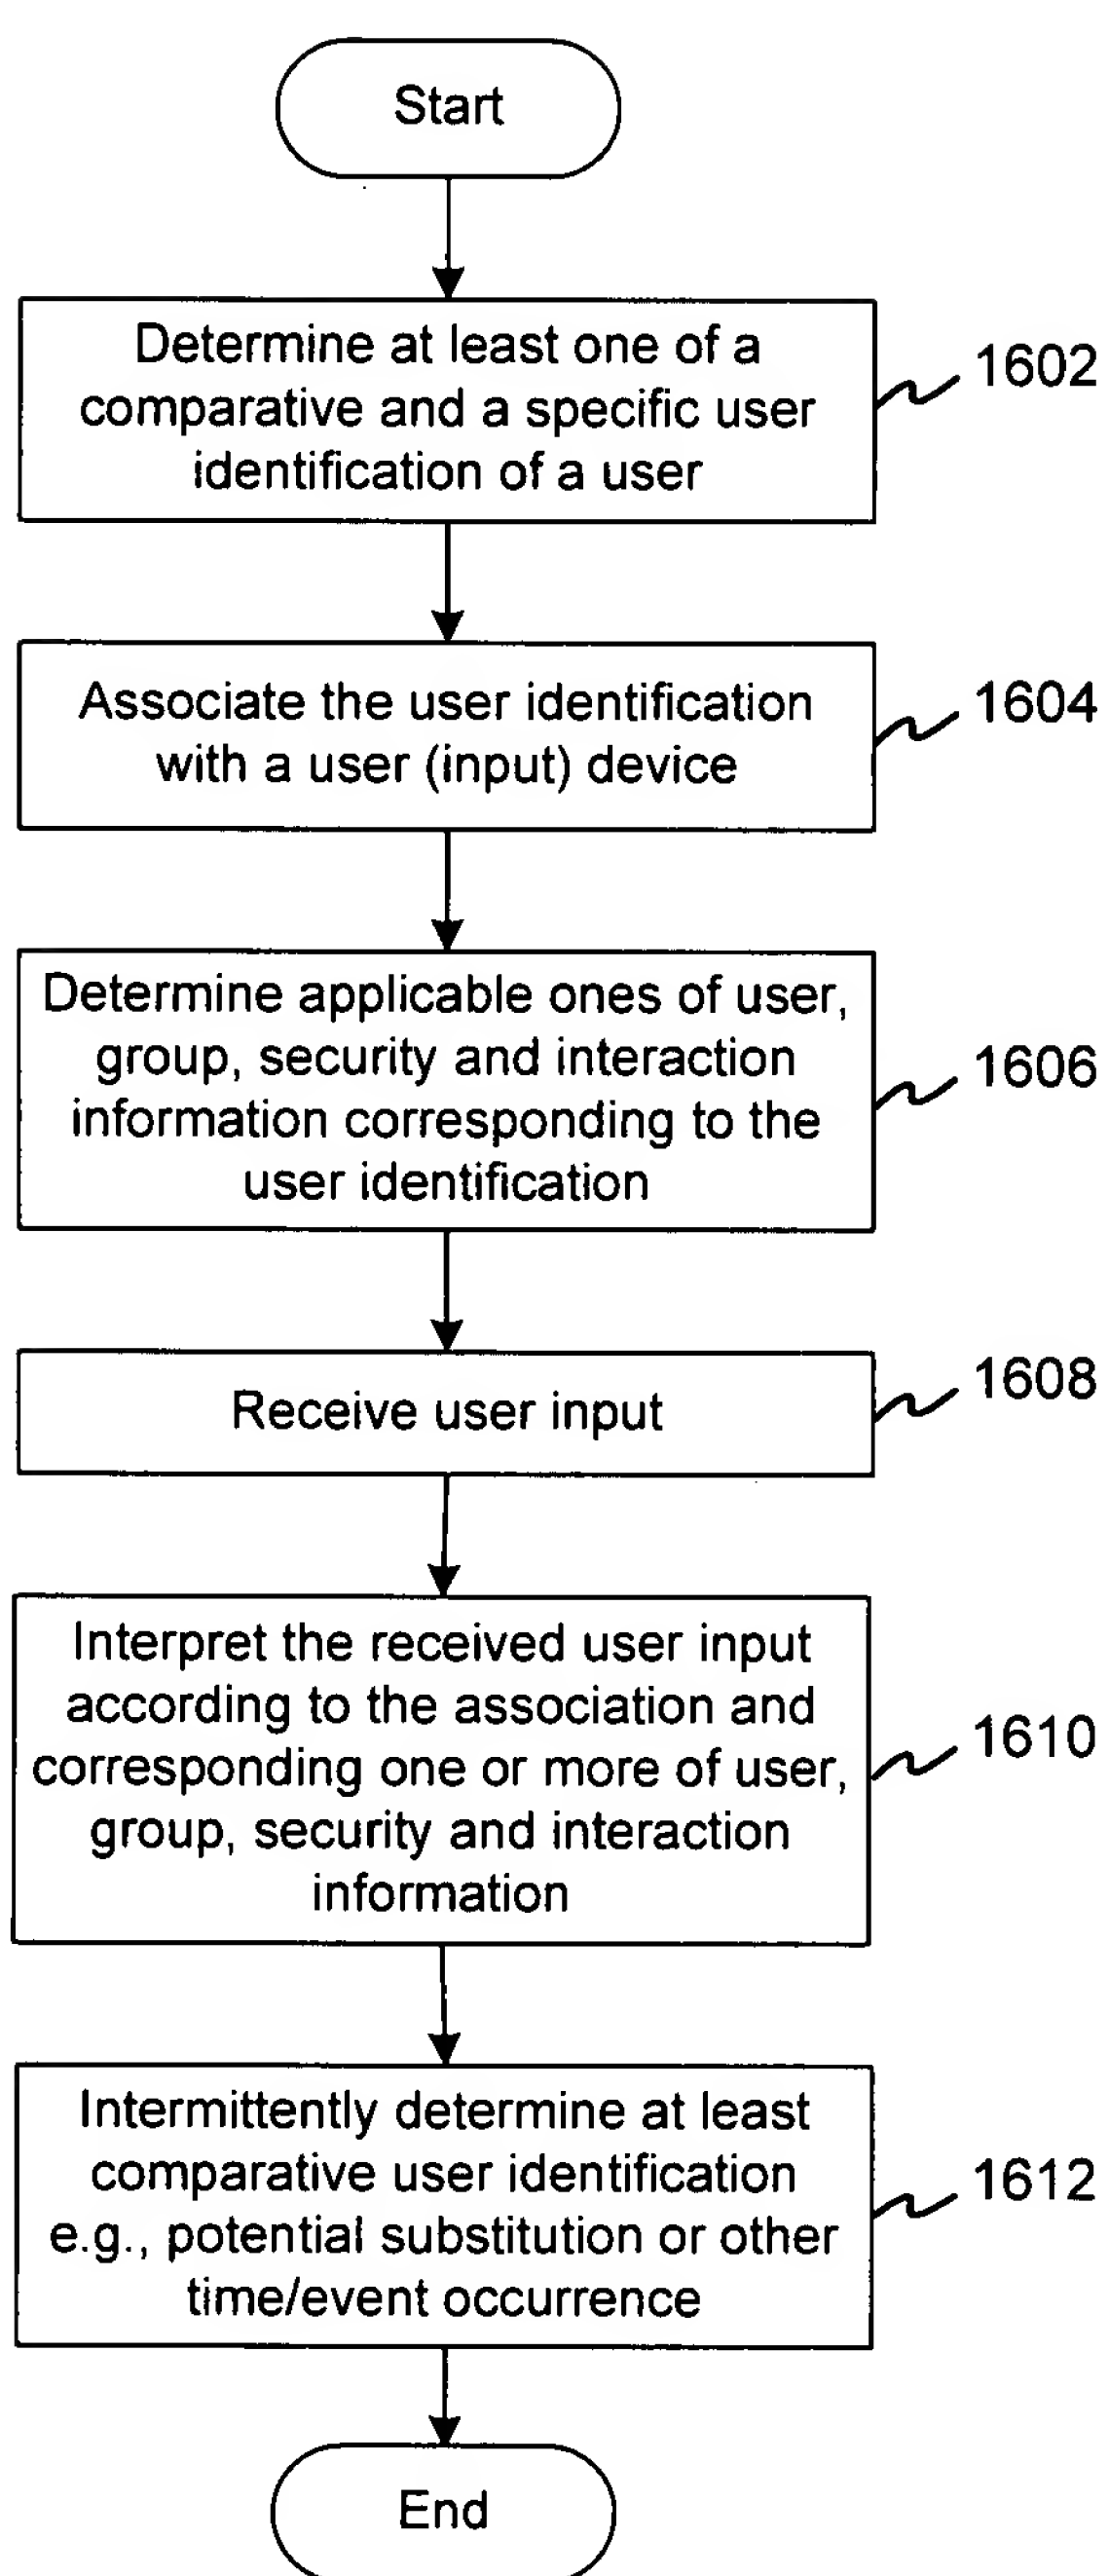 Start
Determine at least one of a
comparative and a specific user
identification of a user
1602
Associate the user identification
with a user (input) device
1604
Determine applicable ones of user,
group, security and interaction
information corresponding to the
user identification
1606
Receive user input
1608
Interpret the received user input
according to the association and
corresponding one or more of user,
group, security and interaction
information
1610
Intermittently determine at least
comparative user identification
e.g., potential substitution or other
time/event occurrence
1612
End